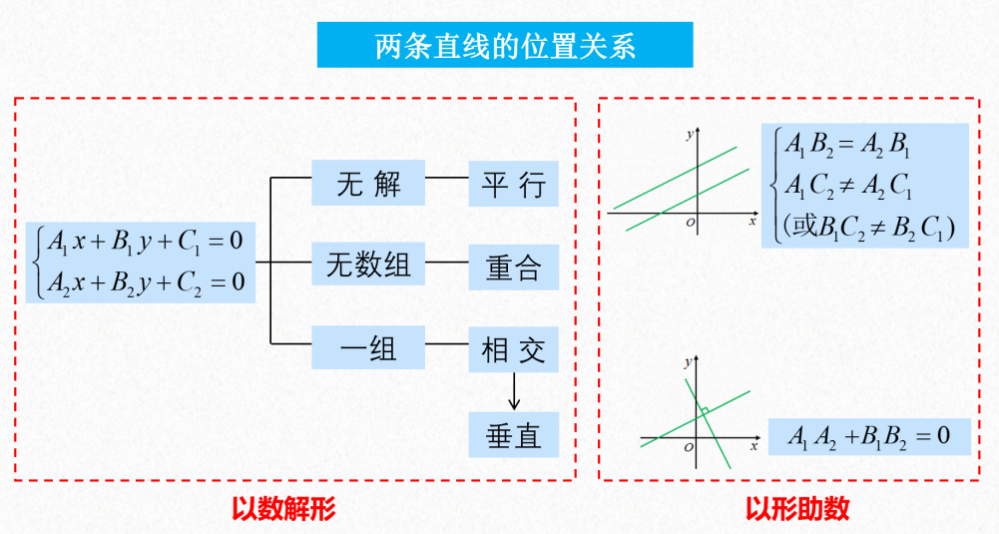 两条直线的位置关系
A₁x+B₁y+C₁=0
A₂x+B₂y+C₂=0
无 解
平 行
无数组
重合
一组
相 交
垂直
以数解形
y
O
x
A₁B₂=A₂B₁
A₁C₂≠A₂C₁
(或B₁C₂≠B₂C₁)
y
O
x
A₁A₂+B₁B₂=0
以形助数